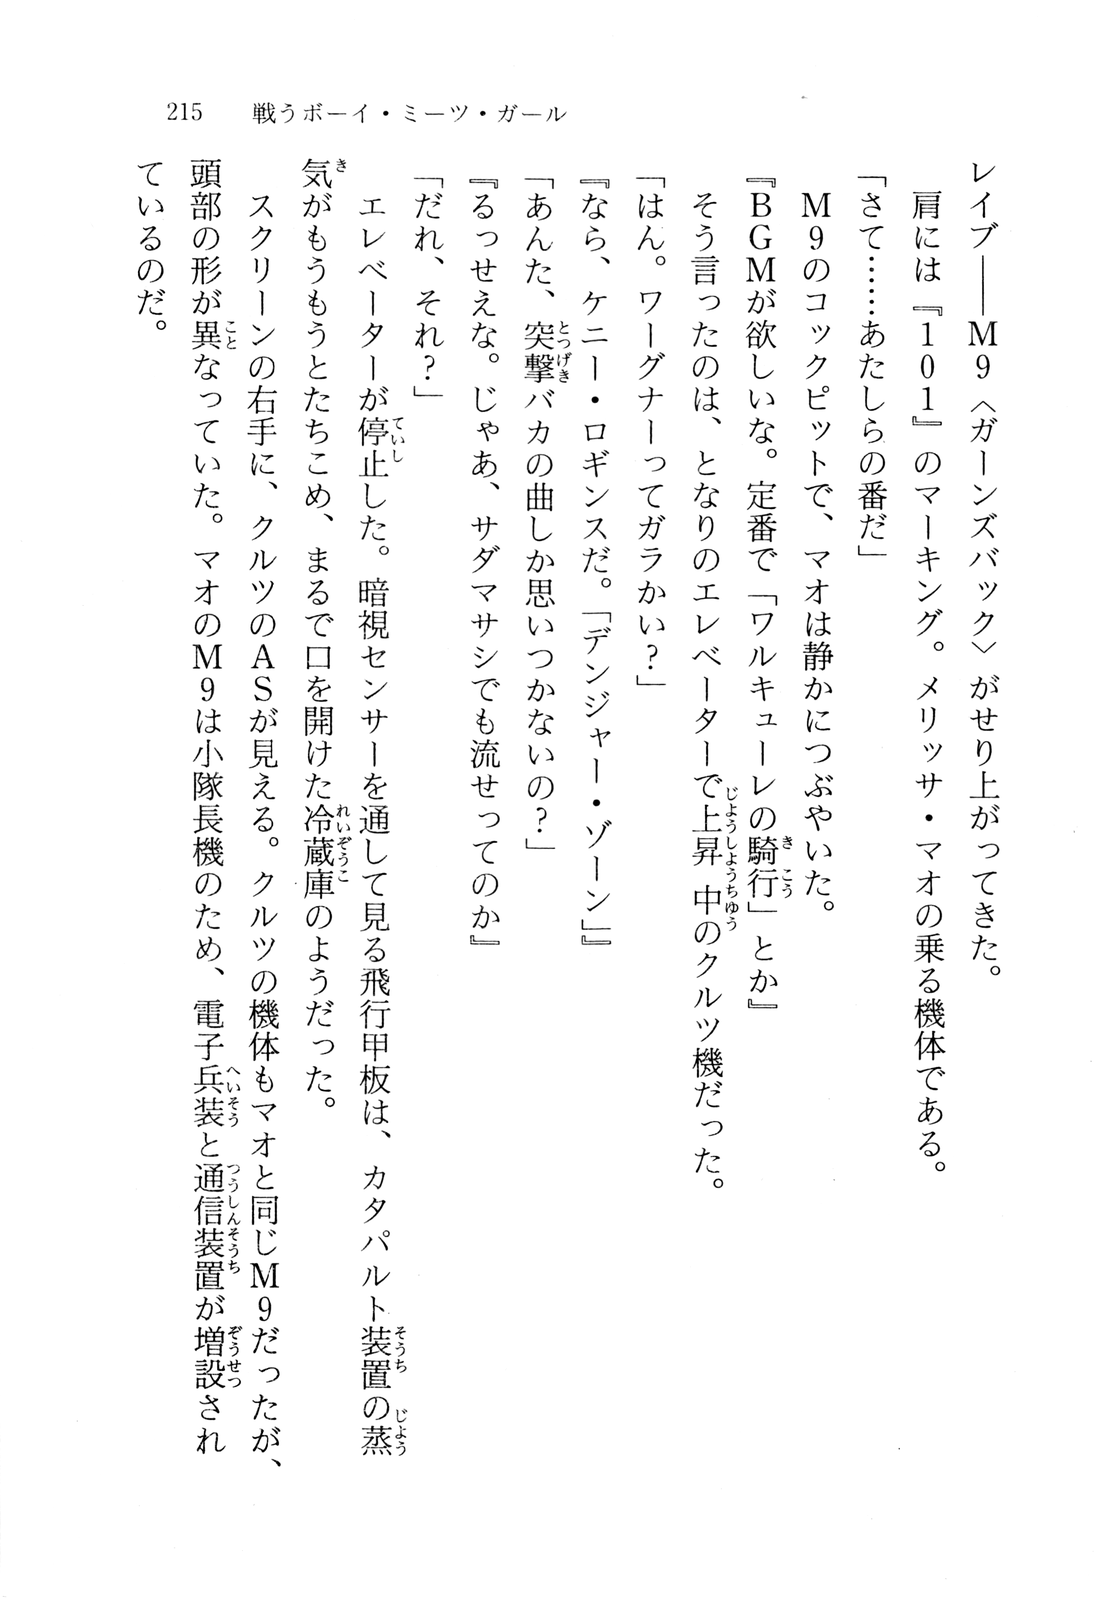 215　戦うボーイ・ミーツ・ガール
レイブ――M9〈ガーンズバック〉がせり上がってきた。
　肩には『101』のマーキング。メリッサ・マオの乗る機体である。
「さて……あたしらの番だ」
　M9のコックピットで、マオは静かにつぶやいた。
『BGMが欲しいな。定番で「ワルキューレの騎行」とか』
　そう言ったのは、となりのエレベーターで上昇中のクルツ機だった。
「はん。ワーグナーってガラかい？」
『なら、ケニー・ロギンスだ。「デンジャー・ゾーン」』
「あんた、突撃バカの曲しか思いつかないの？」
『るっせえな。じゃあ、サダマサシでも流せってのか』
「だれ、それ？」
　エレベーターが停止した。暗視センサーを通して見る飛行甲板は、カタパルト装置の蒸
気がもうもうとたちこめ、まるで口を開けた冷蔵庫のようだった。
　スクリーンの右手に、クルツのASが見える。クルツの機体もマオと同じM9だったが、
頭部の形が異なっていた。マオのM9は小隊長機のため、電子兵装と通信装置が増設され
ているのだ。